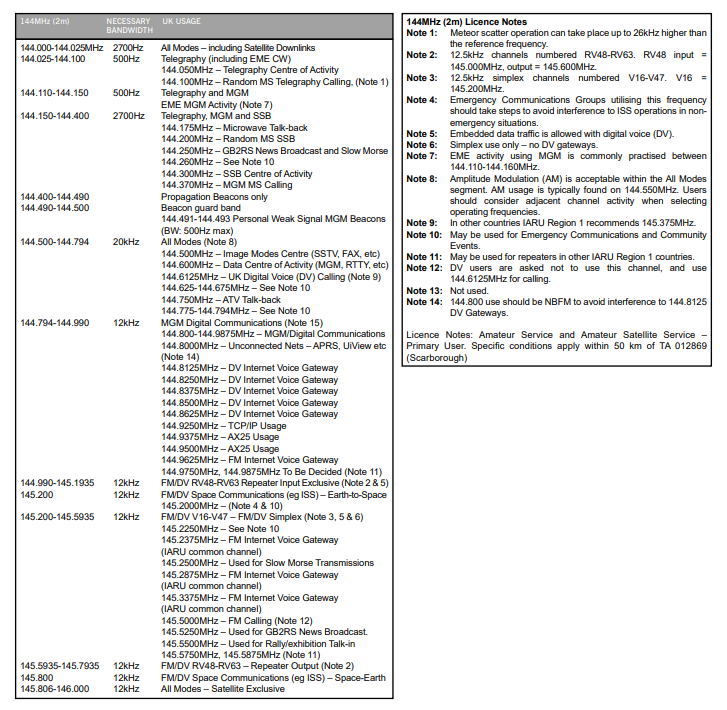 144MHz (2m) NECESSARY BANDWIDTH UK USAGE
144.000-144.025MHz 2700Hz All Modes – including Satellite Downlinks
144.025-144.100 500Hz Telegraphy (including EME CW)
144.050MHz – Telegraphy Centre of Activity
144.100MHz – Random MS Telegraphy Calling, (Note 1)
144.110-144.150 500Hz Telegraphy and MGM
EME MGM Activity (Note 7)
144.150-144.400 2700Hz Telegraphy, MGM and SSB
144.175MHz – Microwave Talk-back
144.200MHz – Random MS SSB
144.250MHz – GB2RS News Broadcast and Slow Morse
144.260MHz – See Note 10
144.300MHz – SSB Centre of Activity
144.370MHz – MGM MS Calling
144.400-144.490 Propagation Beacons only
144.490-144.500 Beacon guard band
144.491-144.493 Personal Weak Signal MGM Beacons
(BW: 500Hz max)
144.500-144.794 20kHz All Modes (Note 8)
144.500MHz – Image Modes Centre (SSTV, FAX, etc)
144.600MHz – Data Centre of Activity (MGM, RTTY, etc)
144.6125MHz – UK Digital Voice (DV) Calling (Note 9)
144.625-144.675MHz – See Note 10
144.750MHz – ATV Talk-back
144.775-144.794MHz – See Note 10
144.794-144.990 12kHz MGM Digital Communications (Note 15)
144.800-144.9875MHz – MGM/Digital Communications
144.8000MHz – Unconnected Nets – APRS, UiView etc
(Note 14)
144.8125MHz – DV Internet Voice Gateway
144.8250MHz – DV Internet Voice Gateway
144.8375MHz – DV Internet Voice Gateway
144.8500MHz – DV Internet Voice Gateway
144.8625MHz – DV Internet Voice Gateway
144.9250MHz – TCP/IP Usage
144.9375MHz – AX25 Usage
144.9500MHz – AX25 Usage
144.9625MHz – FM Internet Voice Gateway
144.9750MHz, 144.9875MHz To Be Decided (Note 11)
144.990-145.1935 12kHz FM/DV RV48-RV63 Repeater Input Exclusive (Note 2 & 5)
145.200 12kHz FM/DV Space Communications (eg ISS) – Earth-to-Space
145.2000MHz – (Note 4 & 10)
145.200-145.5935 12kHz FM/DV V16-V47 – FM/DV Simplex (Note 3, 5 & 6)
145.2250MHz – See Note 10
145.2375MHz – FM Internet Voice Gateway
(IARU common channel)
145.2500MHz – Used for Slow Morse Transmissions
145.2875MHz – FM Internet Voice Gateway
(IARU common channel)
145.3375MHz – FM Internet Voice Gateway
(IARU common channel)
145.5000MHz – FM Calling (Note 12)
145.5250MHz – Used for GB2RS News Broadcast.
145.5500MHz – Used for Rally/exhibition Talk-in
145.5750MHz, 145.5875MHz (Note 11)
145.5935-145.7935 12kHz FM/DV RV48-RV63 – Repeater Output (Note 2)
145.800 12kHz FM/DV Space Communications (eg ISS) – Space-Earth
145.806-146.000 12kHz All Modes – Satellite Exclusive
144MHz (2m) Licence Notes
Note 1: Meteor scatter operation can take place up to 26kHz higher than
the reference frequency.
Note 2: 12.5kHz channels numbered RV48-RV63. RV48 input =
145.000MHz, output = 145.600MHz.
Note 3: 12.5kHz simplex channels numbered V16-V47. V16 =
145.200MHz.
Note 4: Emergency Communications Groups utilising this frequency
should take steps to avoid interference to ISS operations in non-
emergency situations.
Note 5: Embedded data traffic is allowed with digital voice (DV).
Note 6: Simplex use only – no DV gateways.
Note 7: EME activity using MGM is commonly practised between
144.110-144.160MHz.
Note 8: Amplitude Modulation (AM) is acceptable within the All Modes
segment. AM usage is typically found on 144.550MHz. Users
should consider adjacent channel activity when selecting
operating frequencies.
Note 9: In other countries IARU Region 1 recommends 145.375MHz.
Note 10: May be used for Emergency Communications and Community
Events.
Note 11: May be used for repeaters in other IARU Region 1 countries.
Note 12: DV users are asked not to use this channel, and use
144.6125MHz for calling.
Note 13: Not used.
Note 14: 144.800 use should be NBFM to avoid interference to 144.8125
DV Gateways.
Licence Notes: Amateur Service and Amateur Satellite Service –
Primary User. Specific conditions apply within 50 km of TA 012869
(Scarborough)